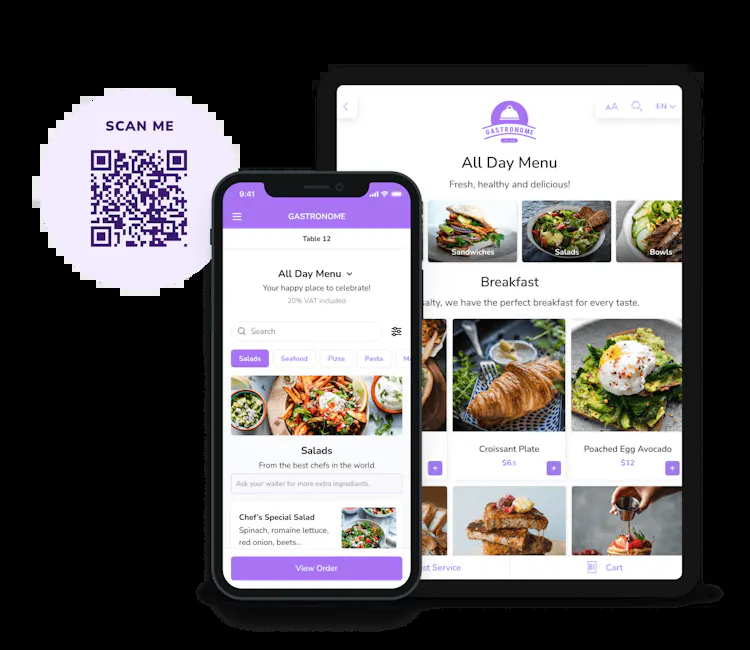 SCAN ME
9:41
GASTRONOME
Table 12
All Day Menu
Your happy place to celebrate!
20% VAT included
Search
Salads
Seafood
Pizza
Pasta
Salads
From the best chefs in the world
Ask your waiter for more extra ingredients.
Chef's Special Salad
Spinach, romaine lettuce,
red onion, beets...
View Order
AA
EN
GASTRONOME
All Day Menu
Fresh, healthy and delicious!
Sandwiches
Salads
Bowls
Breakfast
salty, we have the perfect breakfast for every taste.
Croissant Plate
$6.5
+
Poached Egg Avocado
$12
+
+
Service
Cart